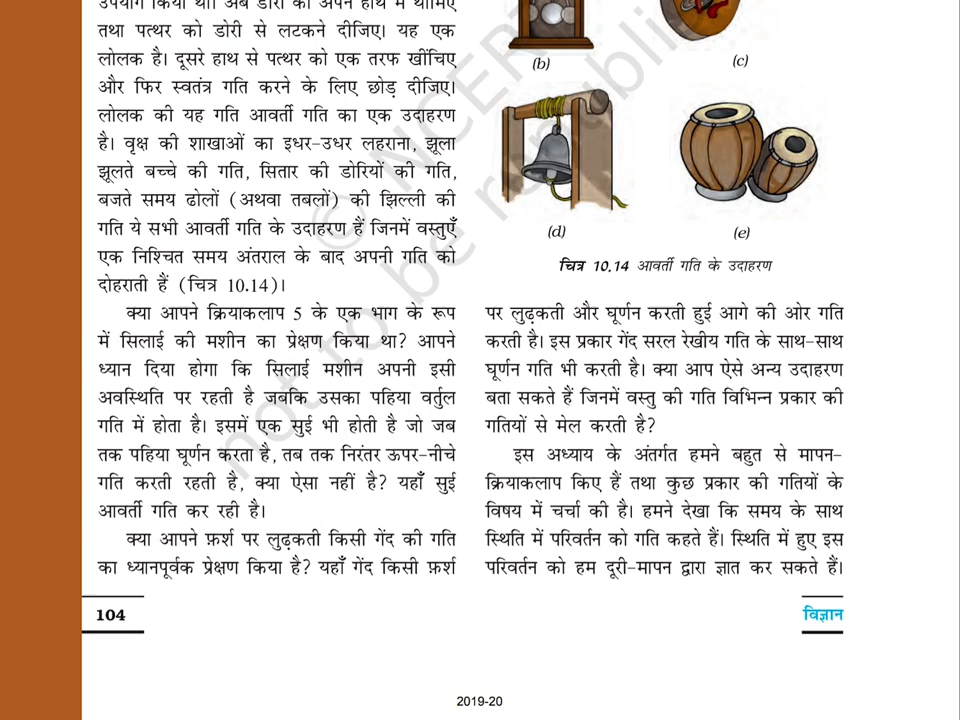 उपयोग किया था। अब डोरी को अपने हाथ में थामिए
तथा पत्थर को डोरी से लटकने दीजिए। यह एक
लोलक है। दूसरे हाथ से पत्थर को एक तरफ खींचिए
और फिर स्वतंत्र गति करने के लिए छोड़ दीजिए।
लोलक की यह गति आवर्ती गति का एक उदाहरण
है। वृक्ष की शाखाओं का इधर-उधर लहराना, झूला
झूलते बच्चे की गति, सितार की डोरियों की गति,
बजते समय ढोलों (अथवा तबलों) की झिल्ली की
गति ये सभी आवर्ती गति के उदाहरण हैं जिनमें वस्तुएँ
एक निश्चित समय अंतराल के बाद अपनी गति को
दोहराती हैं (चित्र 10.14)।
क्या आपने क्रियाकलाप 5 के एक भाग के रूप
में सिलाई की मशीन का प्रेक्षण किया था? आपने
ध्यान दिया होगा कि सिलाई मशीन अपनी इसी
अवस्थिति पर रहती है जबकि उसका पहिया वर्तुल
गति में होता है। इसमें एक सुई भी होती है जो जब
तक पहिया घूर्णन करता है, तब तक निरंतर ऊपर-नीचे
गति करती रहती है, क्या ऐसा नहीं है? यहाँ सुई
आवर्ती गति कर रही है।
क्या आपने फ़र्श पर लुढ़कती किसी गेंद की गति
का ध्यानपूर्वक प्रेक्षण किया है? यहाँ गेंद किसी फ़र्श
(b)
(c)
(d)
(e)
चित्र 10.14 आवर्ती गति के उदाहरण
पर लुढ़कती और घूर्णन करती हुई आगे की ओर गति
करती है। इस प्रकार गेंद सरल रेखीय गति के साथ-साथ
घूर्णन गति भी करती है। क्या आप ऐसे अन्य उदाहरण
बता सकते हैं जिनमें वस्तु की गति विभिन्न प्रकार की
गतियों से मेल करती है?
इस अध्याय के अंतर्गत हमने बहुत से मापन-
क्रियाकलाप किए हैं तथा कुछ प्रकार की गतियों के
विषय में चर्चा की है। हमने देखा कि समय के साथ
स्थिति में परिवर्तन को गति कहते हैं। स्थिति में हुए इस
परिवर्तन को हम दूरी-मापन द्वारा ज्ञात कर सकते हैं।
104
विज्ञान
2019-20
© NCERT
not to be republi